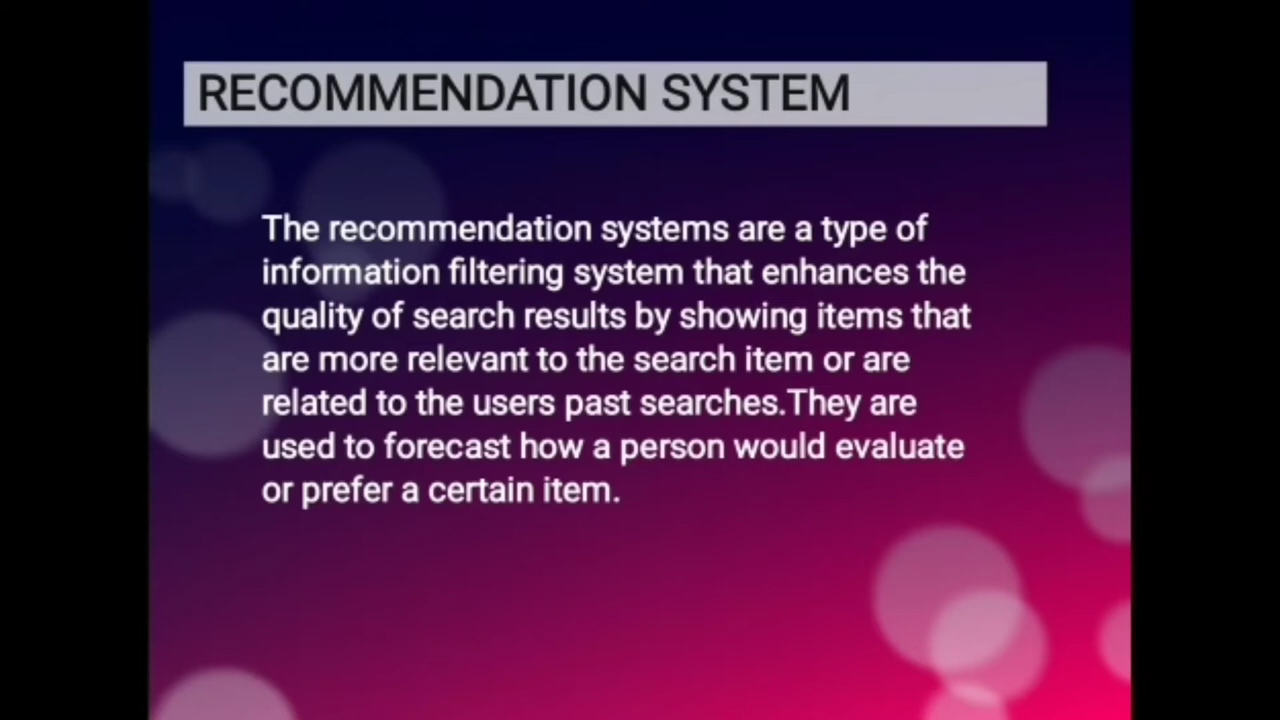 RECOMMENDATION SYSTEM
The recommendation systems are a type of
information filtering system that enhances the
quality of search results by showing items that
are more relevant to the search item or are
related to the users past searches.They are
used to forecast how a person would evaluate
or prefer a certain item.